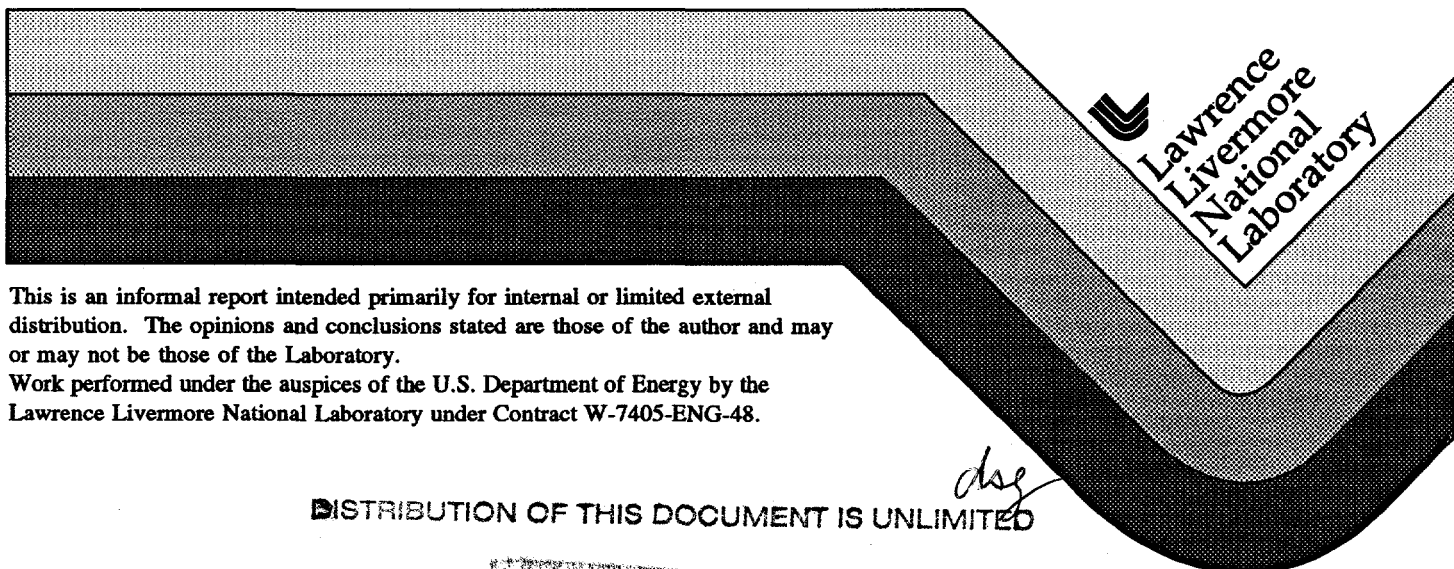 Lawrence
Livermore
National
Laboratory
This is an informal report intended primarily for internal or limited external
distribution. The opinions and conclusions stated are those of the author and may
or may not be those of the Laboratory.
Work performed under the auspices of the U.S. Department of Energy by the
Lawrence Livermore National Laboratory under Contract W-7405-ENG-48.
DISTRIBUTION OF THIS DOCUMENT IS UNLIMITED